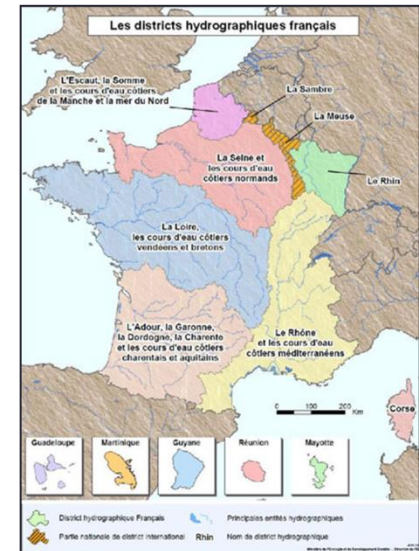 Les districts hydrographiques français
L'Escaut, la Somme
et les cours d'eau côtiers
de la Manche et la mer du Nord
La Sambre
La Meuse
La Seine et
les cours d'eau
côtiers normands
Le Rhin
La Loire,
les cours d'eau côtiers
vendéens et bretons
L'Adour, la Garonne,
la Dordogne, la Charente
et les cours d'eau côtiers
charentais et aquitains
Le Rhône et les cours d'eau
côtiers méditerranéens
0 100 200
Km
Corse
Guadeloupe
Martinique
Guyane
Réunion
Mayotte
District hydrographique Français
Principales entités hydrographiques
Partie nationale de district international
Rhin
Nom de district hydrographique